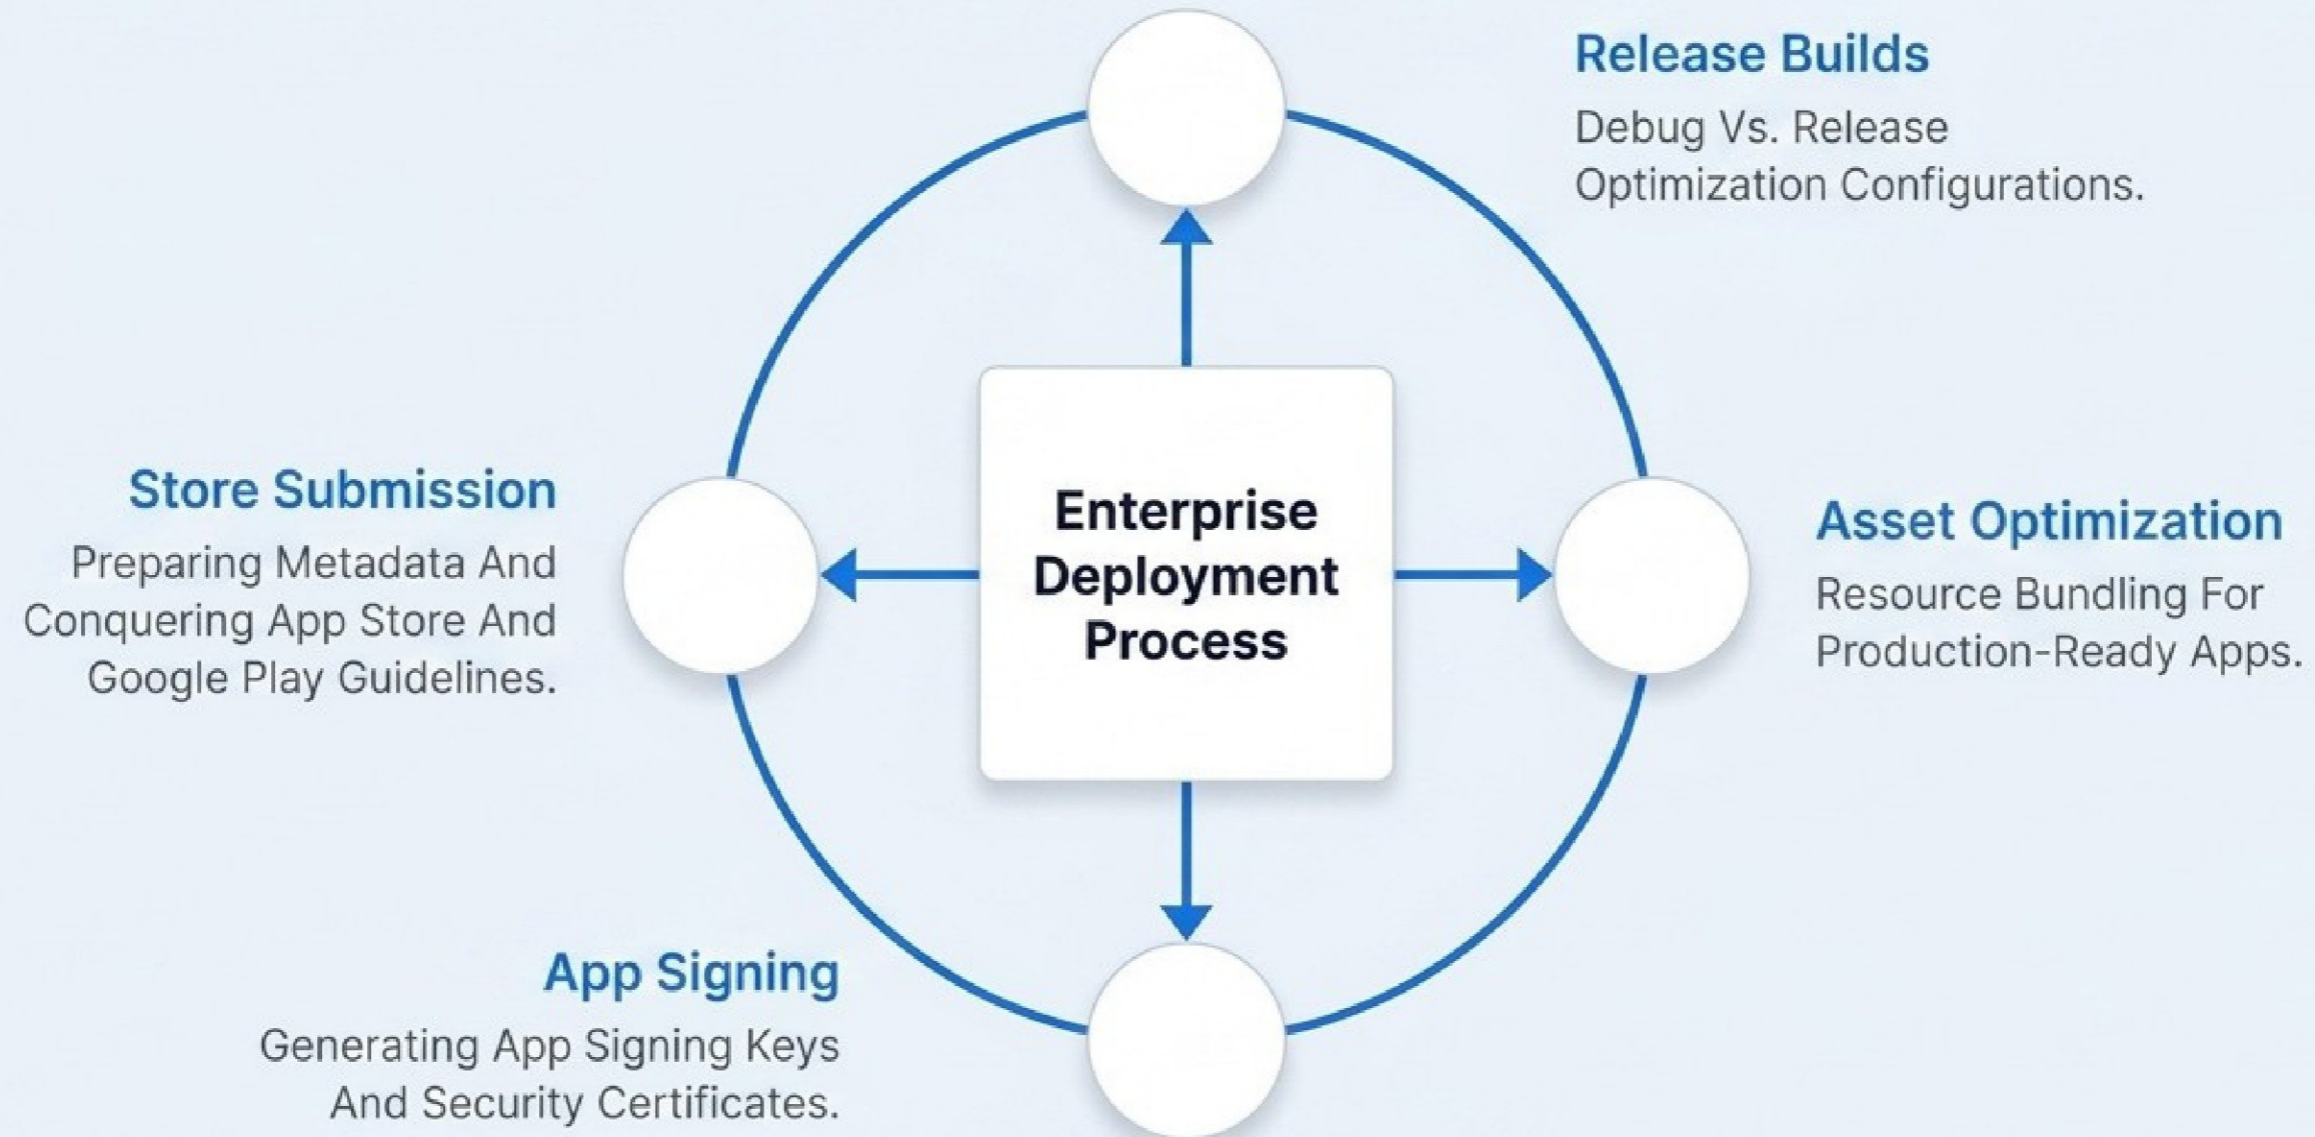 Release Builds
Debug Vs. Release
Optimization Configurations.
Enterprise
Deployment
Process
Asset Optimization
Resource Bundling For
Production-Ready Apps.
App Signing
Generating App Signing Keys
And Security Certificates.
Store Submission
Preparing Metadata And
Conquering App Store And
Google Play Guidelines.